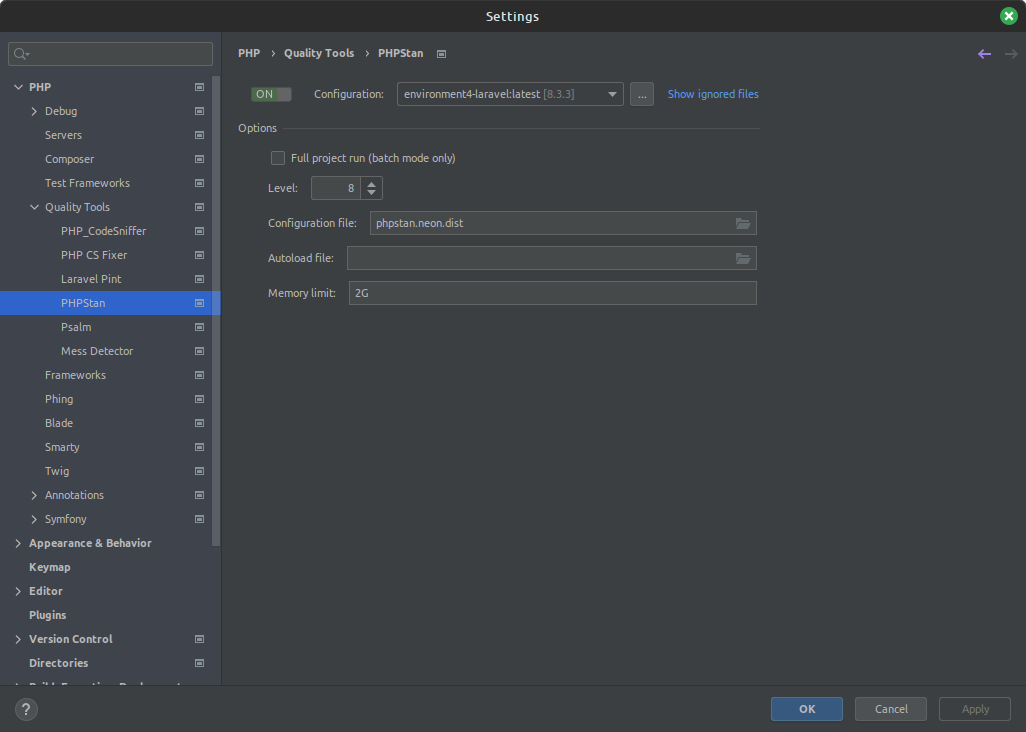 Settings
PHP › Quality Tools › PHPStan
PHP
Debug
Servers
Composer
Test Frameworks
Quality Tools
PHP_CodeSniffer
PHP CS Fixer
Laravel Pint
PHPStan
Psalm
Mess Detector
Frameworks
Phing
Blade
Smarty
Twig
Annotations
Symfony
Appearance & Behavior
Keymap
Editor
Plugins
Version Control
Directories
ON Configuration: environment4-laravel:latest [8.3.3] ... Show ignored files
Options
Full project run (batch mode only)
Level: 8
Configuration file: phpstan.neon.dist
Autoload file:
Memory limit: 2G
? OK Cancel Apply